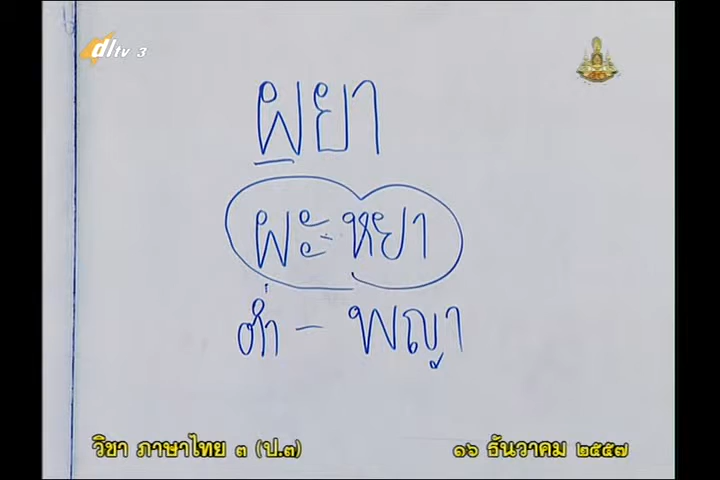 dltv 3
ผยา
ผะ-หยา
ต่ำ - พญา
วิชา ภาษาไทย ๓ (ป.๓)
๑๖ ธันวาคม ๒๕๕๗